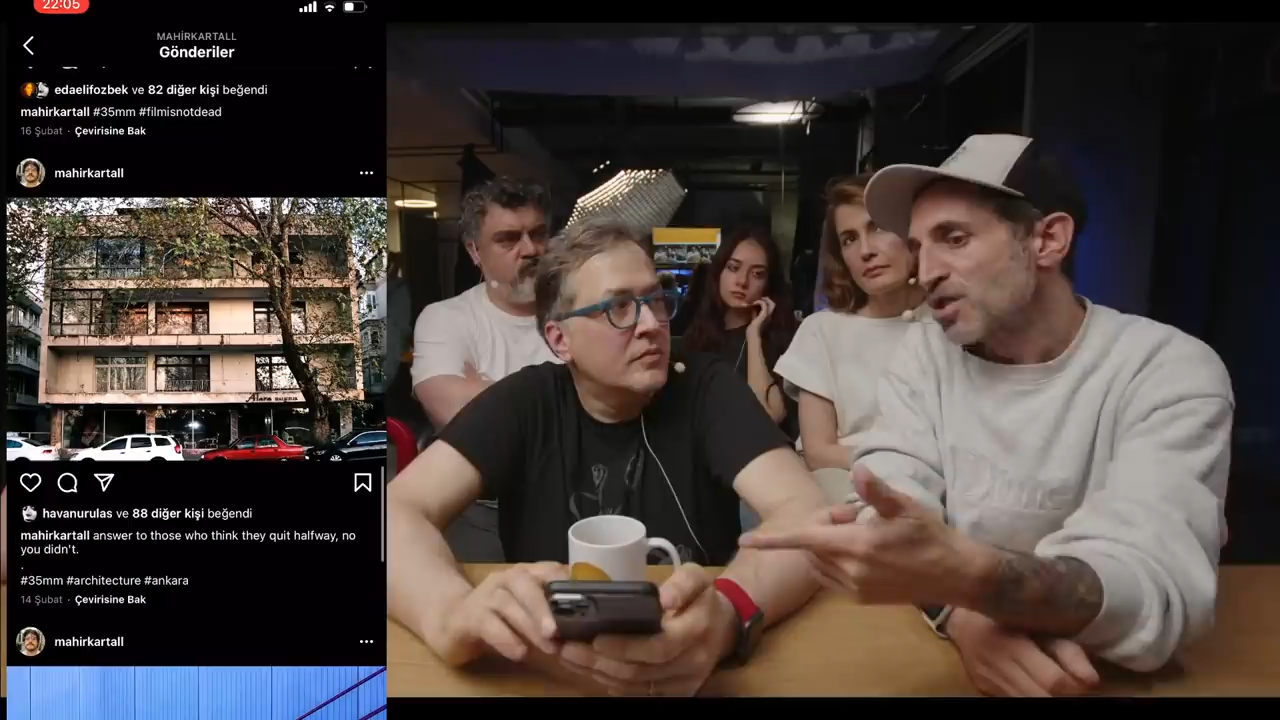 22:05
MAHİRKARTALL
Gönderiler
edaelifozbek ve 82 diğer kişi beğendi
mahirkartall #35mm #filmisnotdead
16 Şubat · Çevirisine Bak
mahirkartall
havanurulas ve 88 diğer kişi beğendi
mahirkartall answer to those who think they quit halfway, no
you didn't.
.
#35mm #architecture #ankara
14 Şubat · Çevirisine Bak
mahirkartall